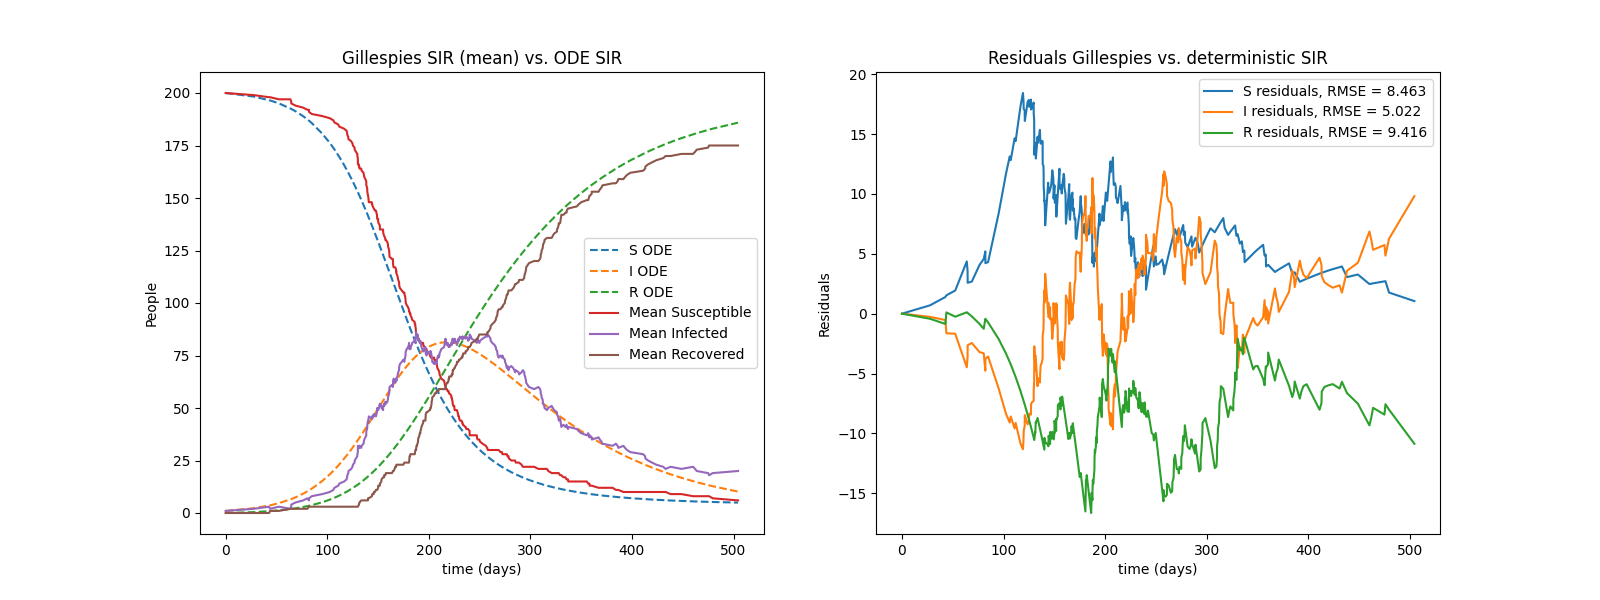 Gillespies SIR (mean) vs. ODE SIR
200
175
150
125
100
75
50
25
0
People
0 100 200 300 400 500
time (days)
S ODE
I ODE
R ODE
Mean Susceptible
Mean Infected
Mean Recovered
Residuals Gillespies vs. deterministic SIR
20
15
10
5
0
−5
−10
−15
Residuals
0 100 200 300 400 500
time (days)
S residuals, RMSE = 8.463
I residuals, RMSE = 5.022
R residuals, RMSE = 9.416